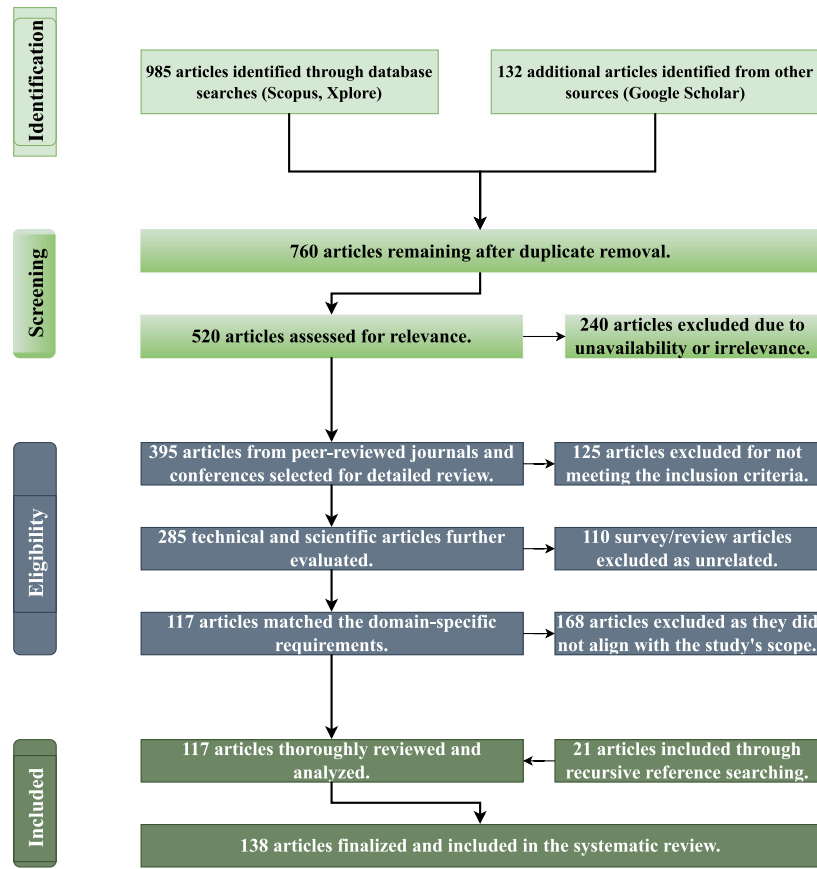 Identification
985 articles identified through database
searches (Scopus, Xplore)
132 additional articles identified from other
sources (Google Scholar)
Screening
760 articles remaining after duplicate removal.
520 articles assessed for relevance.
240 articles excluded due to
unavailability or irrelevance.
Eligibility
395 articles from peer-reviewed journals and
conferences selected for detailed review.
125 articles excluded for not
meeting the inclusion criteria.
285 technical and scientific articles further
evaluated.
110 survey/review articles
excluded as unrelated.
117 articles matched the domain-specific
requirements.
168 articles excluded as they did
not align with the study's scope.
Included
117 articles thoroughly reviewed and
analyzed.
21 articles included through
recursive reference searching.
138 articles finalized and included in the systematic review.